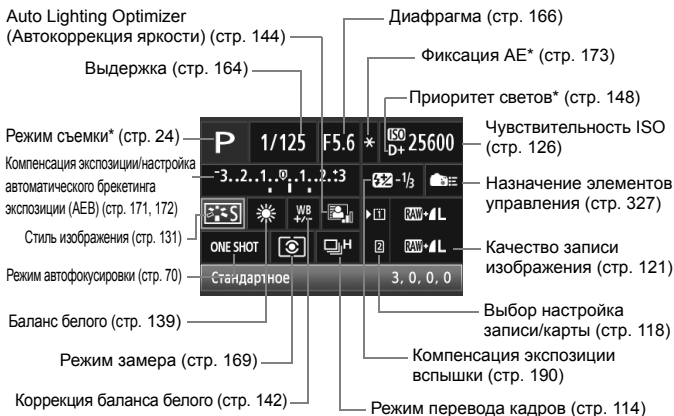 Auto Lighting Optimizer
(Автокоррекция яркости) (стр. 144)
Выдержка (стр. 164)
Диафрагма (стр. 166)
Фиксация AE* (стр. 173)
Приоритет светов* (стр. 148)
Режим съемки* (стр. 24)
Чувствительность ISO
(стр. 126)
Компенсация экспозиции/настройка
автоматического брекетинга
экспозиции (AEB) (стр. 171, 172)
Назначение элементов
управления (стр. 327)
Стиль изображения (стр. 131)
Качество записи
изображения (стр. 121)
Режим автофокусировки (стр. 70)
Баланс белого (стр. 139)
Выбор настройка
записи/карты (стр. 118)
Режим замера (стр. 169)
Компенсация экспозиции
вспышки (стр. 190)
Коррекция баланса белого (стр. 142)
Режим перевода кадров (стр. 114)
P 1/125 F5.6 * ISO D+ 25600
-3..2..1..0..1..2..+3 -1/3
S WB +/- 1 RAW+L
ONE SHOT H 2 RAW+L
Стандартное 3, 0, 0, 0